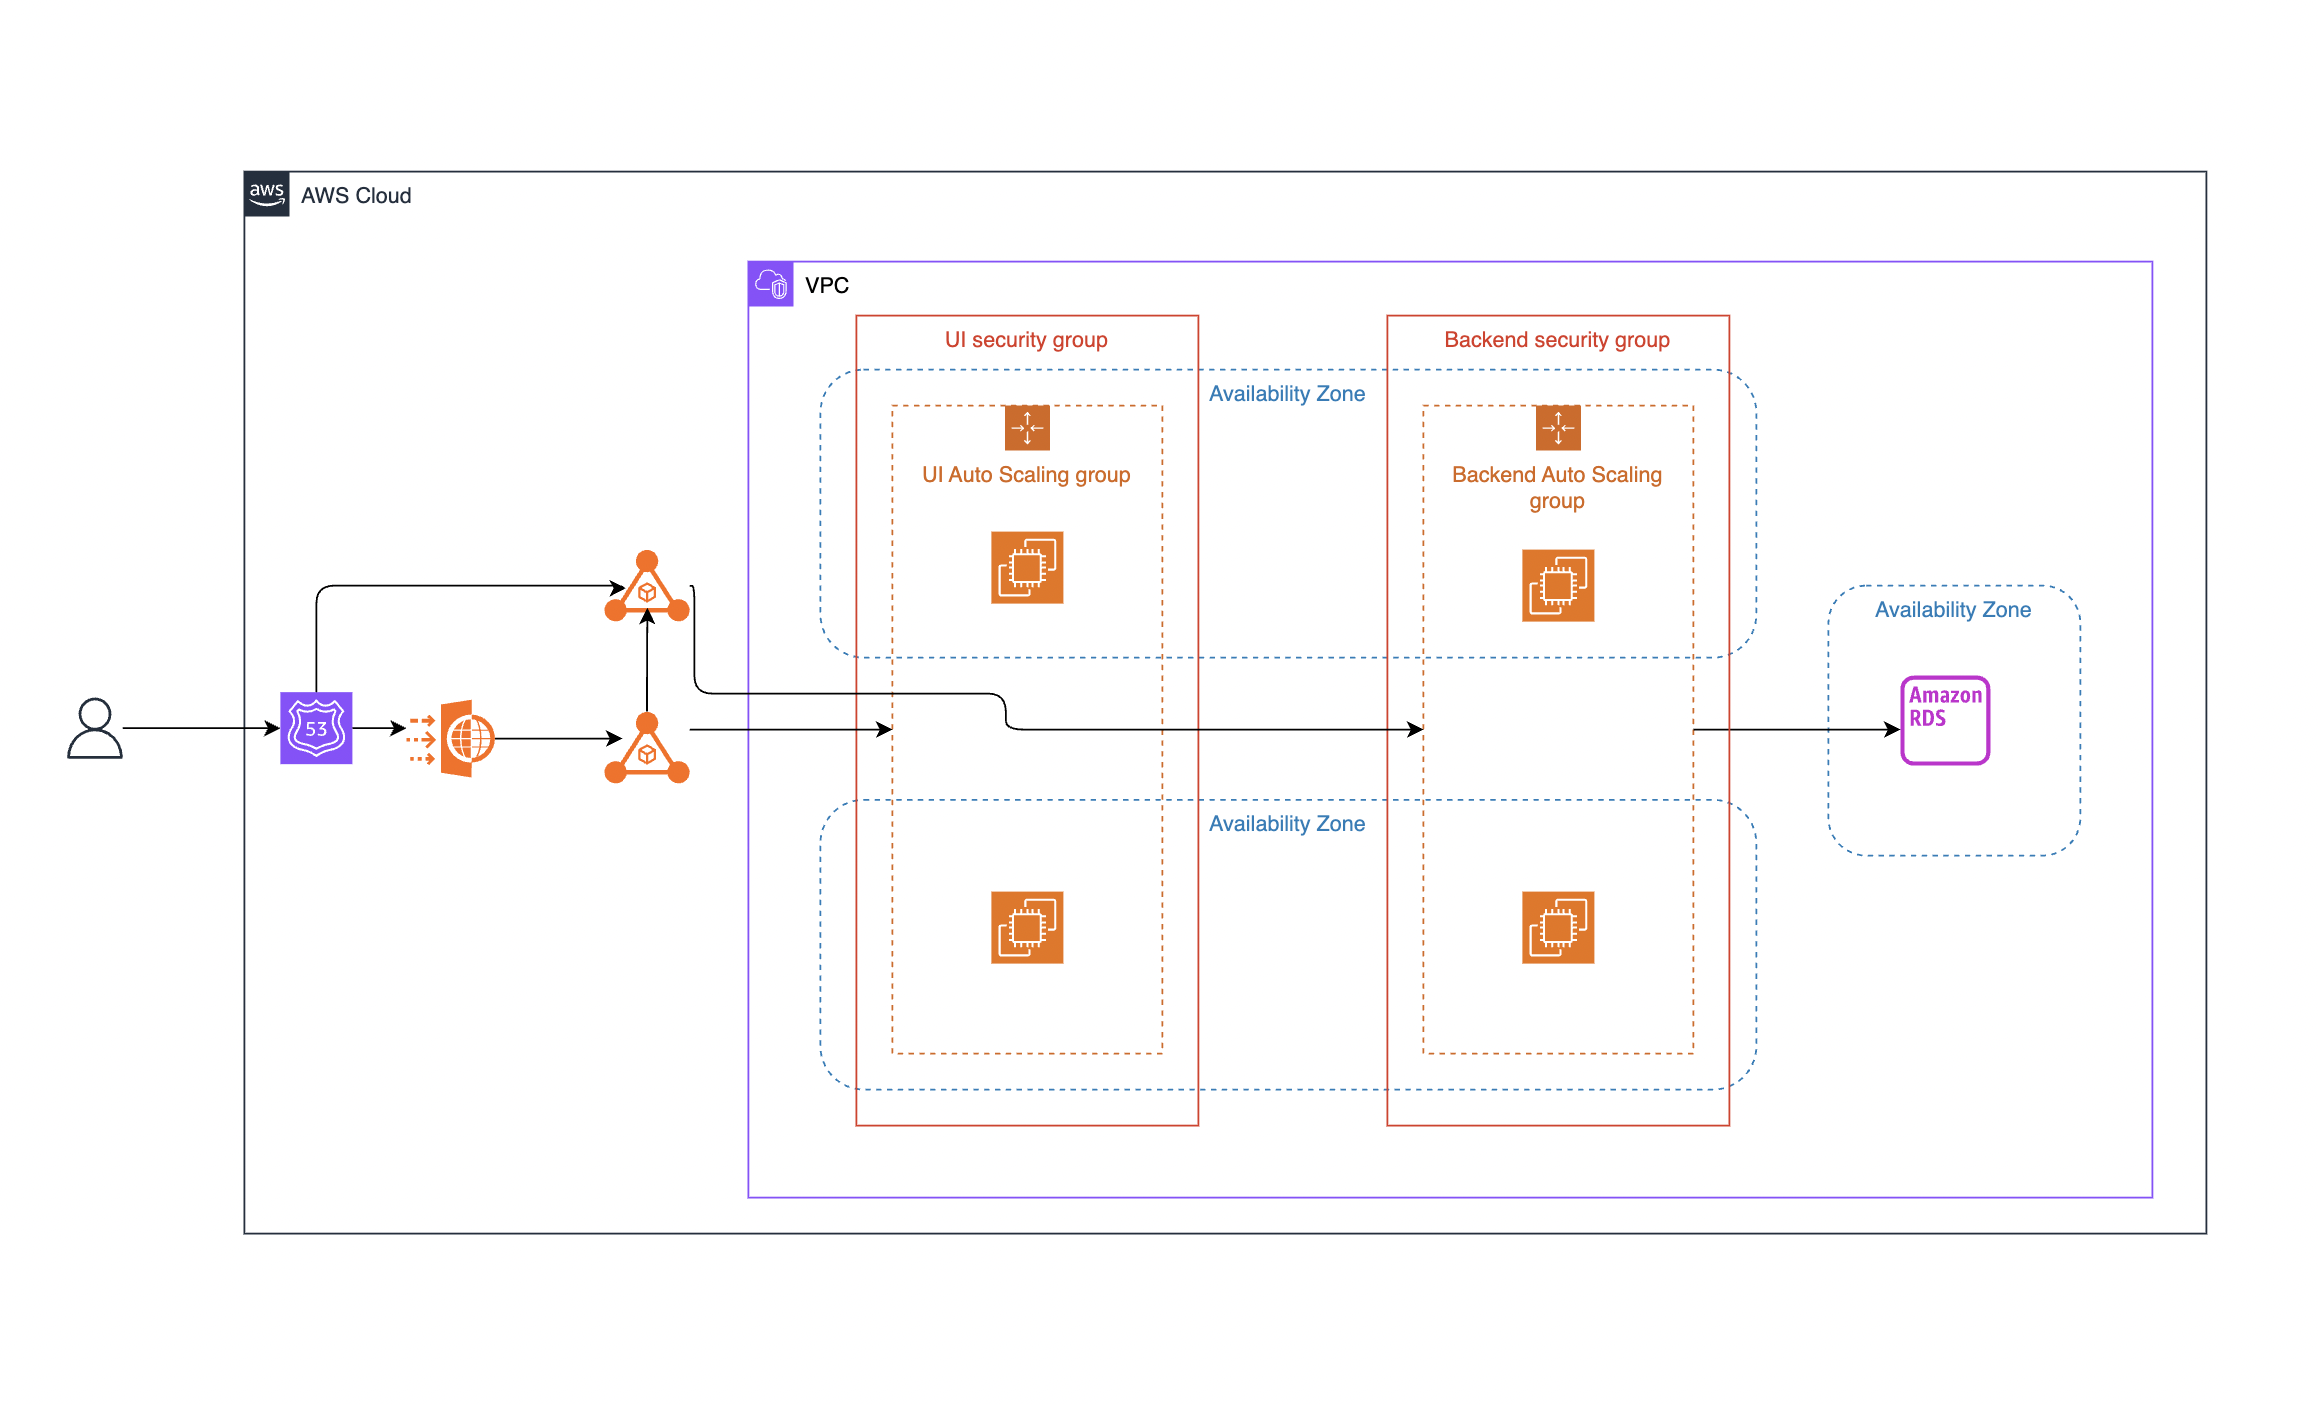 aws
AWS Cloud
VPC
UI security group
Backend security group
Availability Zone
UI Auto Scaling group
Backend Auto Scaling
group
Availability Zone
Amazon
RDS
53
Availability Zone